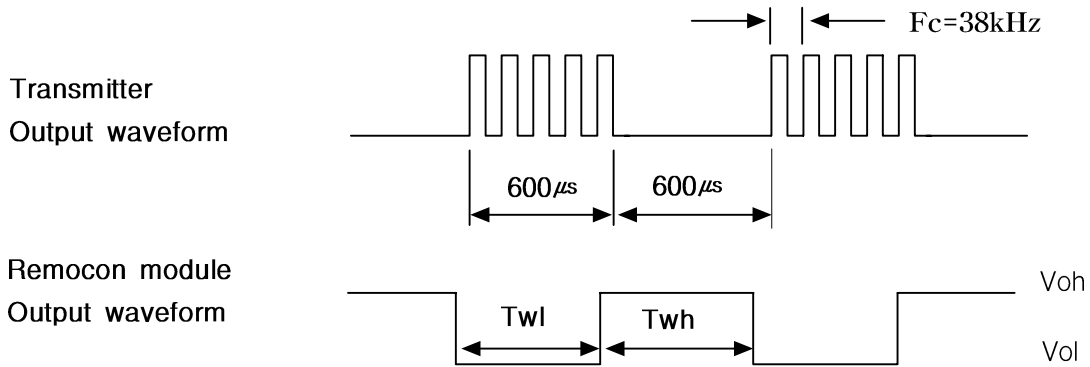 Fc=38kHz
Transmitter
Output waveform
600㎲
600㎲
Remocon module
Output waveform
Twl
Twh
Voh
Vol